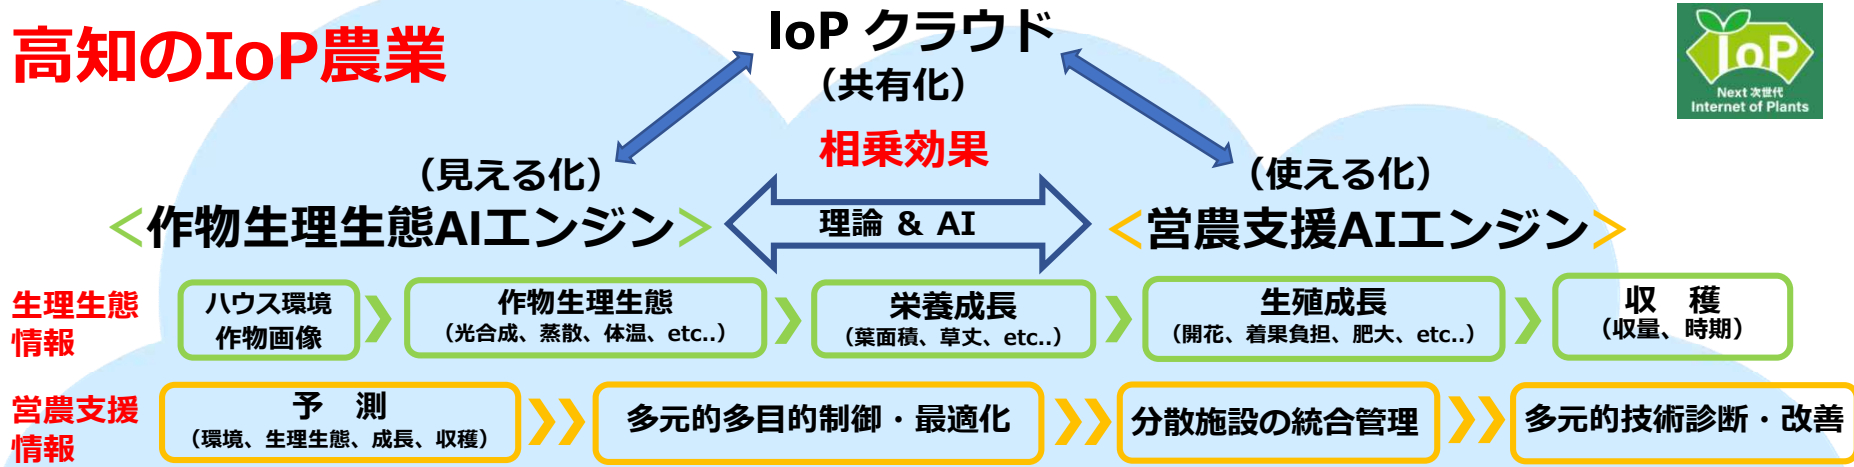 高知のIoP農業
IoP クラウド
（共有化）
IoP
Next 次世代
Internet of Plants
相乗効果
（見える化）
＜作物生理生態AIエンジン＞
理論 & AI
（使える化）
＜営農支援AIエンジン＞
生理生態
情報
ハウス環境
作物画像
作物生理生態
（光合成、蒸散、体温、etc..）
栄養成長
（葉面積、草丈、etc..）
生殖成長
（開花、着果負担、肥大、etc..）
収　穫
（収量、時期）
営農支援
情報
予　測
（環境、生理生態、成長、収穫）
多元的多目的制御・最適化
分散施設の統合管理
多元的技術診断・改善